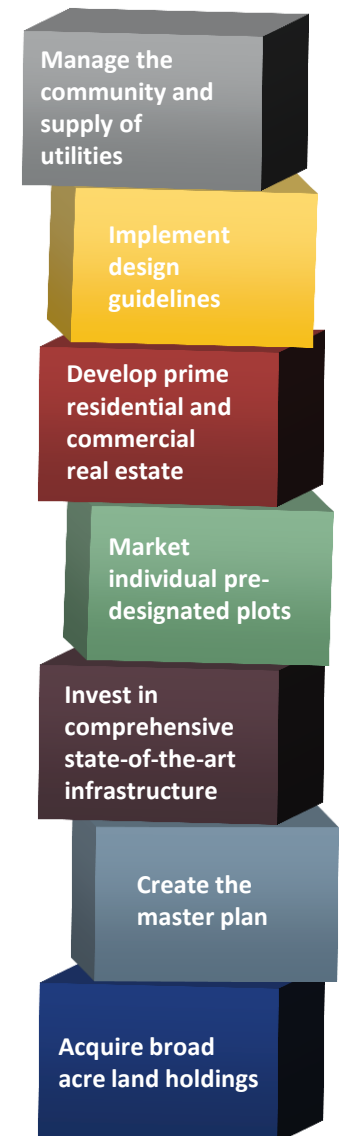 Manage the
community and
supply of
utilities
Implement
design
guidelines
Develop prime
residential and
commercial
real estate
Market
individual pre-
designated plots
Invest in
comprehensive
state-of-the-art
infrastructure
Create the
master plan
Acquire broad
acre land holdings